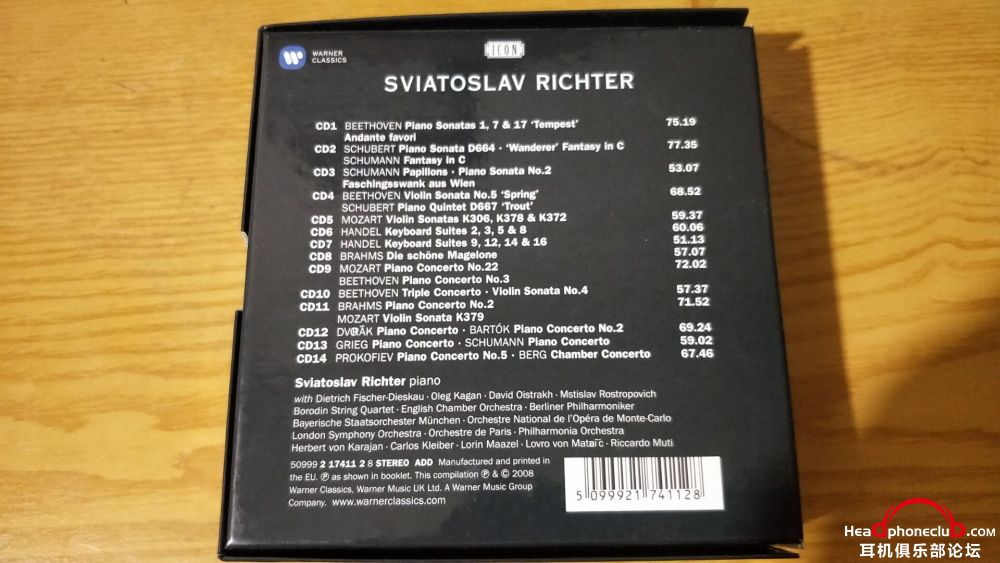 WARNER
CLASSICS
ICON
SVIATOSLAV RICHTER
CD1 BEETHOVEN Piano Sonatas 1, 7 & 17 ‘Tempest’ 75.19
Andante favori
CD2 SCHUBERT Piano Sonata D664 · ‘Wanderer’ Fantasy in C 77.35
SCHUMANN Fantasy in C
CD3 SCHUMANN Papillons · Piano Sonata No.2 53.07
Faschingsswank aus Wien
CD4 BEETHOVEN Violin Sonata No.5 ‘Spring’ 68.52
SCHUBERT Piano Quintet D667 ‘Trout’
CD5 MOZART Violin Sonatas K306, K378 & K372 59.37
CD6 HANDEL Keyboard Suites 2, 3, 5 & 8 60.06
CD7 HANDEL Keyboard Suites 9, 12, 14 & 16 51.13
CD8 BRAHMS Die schöne Magelone 57.07
CD9 MOZART Piano Concerto No.22 72.02
BEETHOVEN Piano Concerto No.3
CD10 BEETHOVEN Triple Concerto · Violin Sonata No.4 57.37
CD11 BRAHMS Piano Concerto No.2 71.52
MOZART Violin Sonata K379
CD12 DVOŘÁK Piano Concerto · BARTÓK Piano Concerto No.2 69.24
CD13 GRIEG Piano Concerto · SCHUMANN Piano Concerto 59.02
CD14 PROKOFIEV Piano Concerto No.5 · BERG Chamber Concerto 67.46
Sviatoslav Richter piano
with Dietrich Fischer-Dieskau · Oleg Kagan · David Oistrakh · Mstislav Rostropovich
Borodin String Quartet · English Chamber Orchestra · Berliner Philharmoniker
Bayerische Staatsorchester München · Orchestre National de l’Opéra de Monte-Carlo
London Symphony Orchestra · Orchestre de Paris · Philharmonia Orchestra
Herbert von Karajan · Carlos Kleiber · Lorin Maazel · Lovro von Matačić · Riccardo Muti
50999 2 17411 2 8 STEREO ADD Manufactured and printed in
the EU. ℗ as shown in booklet. This compilation ℗ & © 2008
Warner Classics, Warner Music UK Ltd. A Warner Music Group
Company. www.warnerclassics.com
5 099921 741128
Headphoneclub.com
耳机俱乐部论坛